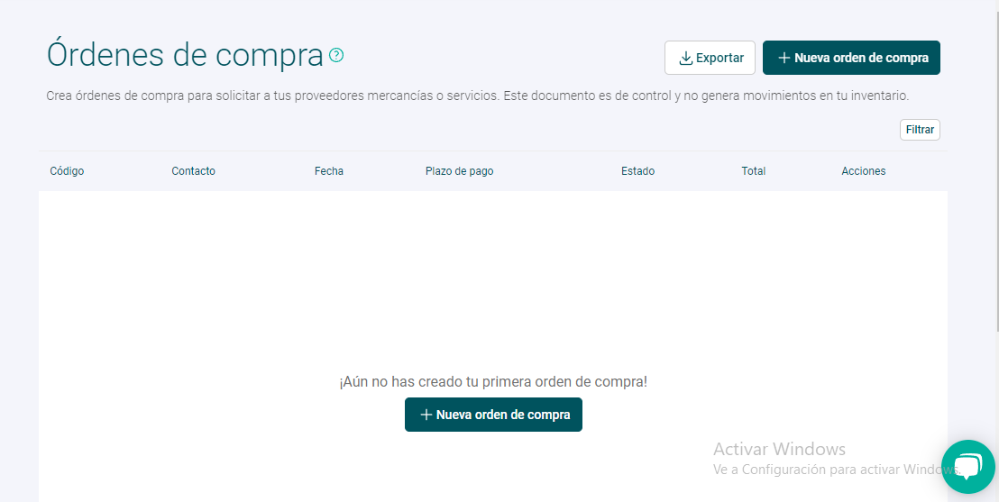 Órdenes de compra ?
Exportar
+ Nueva orden de compra
Crea órdenes de compra para solicitar a tus proveedores mercancías o servicios. Este documento es de control y no genera movimientos en tu inventario.
Filtrar
Código Contacto Fecha Plazo de pago Estado Total Acciones
¡Aún no has creado tu primera orden de compra!
+ Nueva orden de compra
Activar Windows
Ve a Configuración para activar Windows.